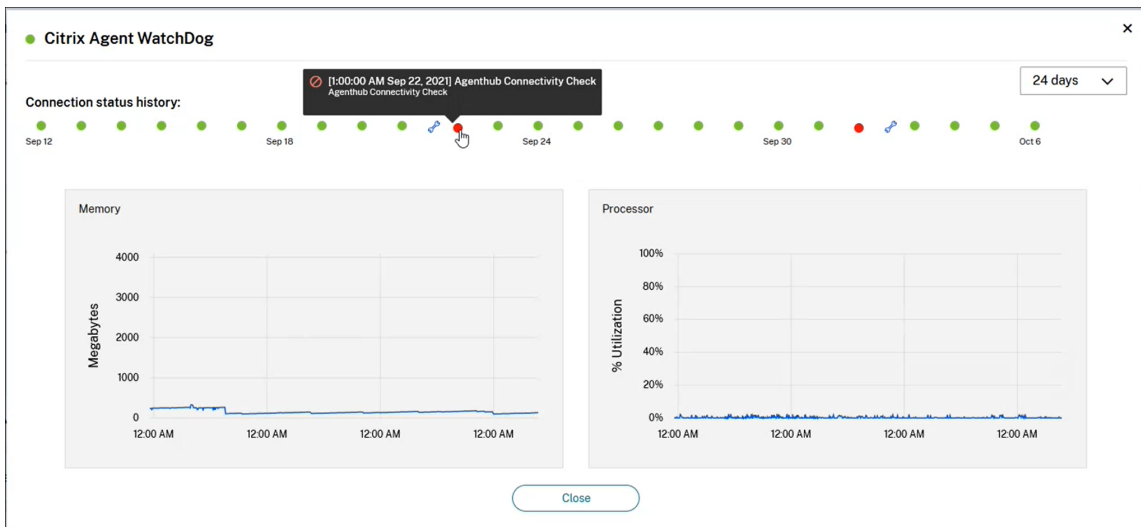 Citrix Agent WatchDog
[1:00:00 AM Sep 22, 2021] Agenthub Connectivity Check
Agenthub Connectivity Check
24 days
Connection status history:
Sep 12
Sep 18
Sep 24
Sep 30
Oct 6
Memory
Megabytes
4000
3000
2000
1000
0
12:00 AM
12:00 AM
12:00 AM
12:00 AM
Processor
% Utilization
100%
80%
60%
40%
20%
0%
12:00 AM
12:00 AM
12:00 AM
12:00 AM
Close